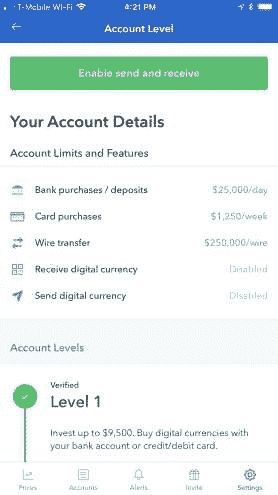 T-Mobile Wi-Fi 4:21 PM
Account Level
Enable send and receive
Your Account Details
Account Limits and Features
Bank purchases / deposits $25,000/day
Card purchases $1,250/week
Wire transfer $250,000/wire
Receive digital currency Disabled
Send digital currency Disabled
Account Levels
Verified
Level 1
Invest up to $9,500. Buy digital currencies with
your bank account or credit/debit card.
Prices Accounts Alerts Invite Settings